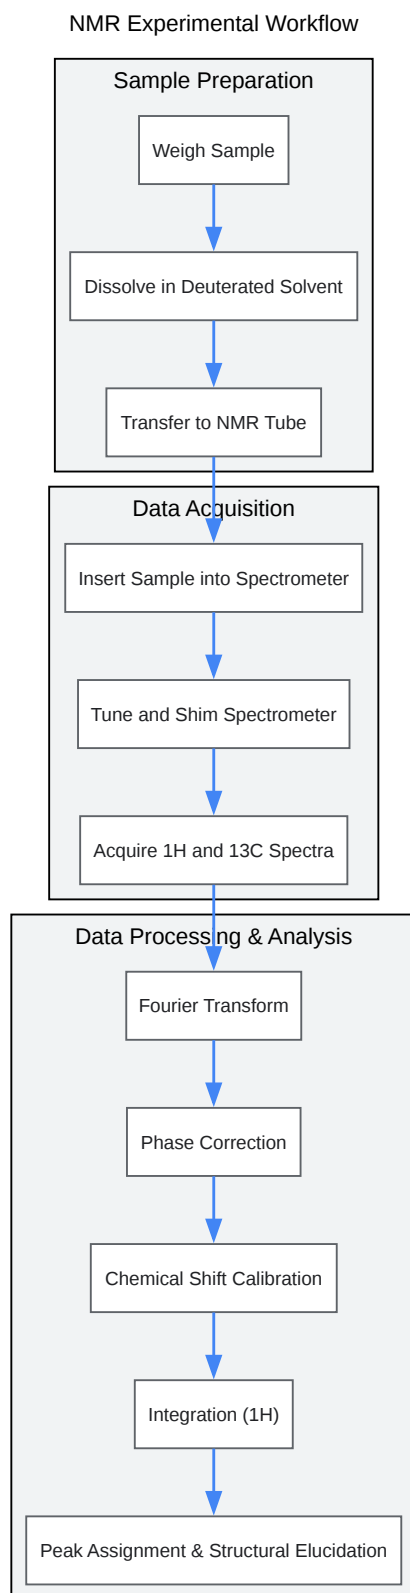 NMR Experimental Workflow
Sample Preparation
Weigh Sample
Dissolve in Deuterated Solvent
Transfer to NMR Tube
Data Acquisition
Insert Sample into Spectrometer
Tune and Shim Spectrometer
Acquire 1H and 13C Spectra
Data Processing & Analysis
Fourier Transform
Phase Correction
Chemical Shift Calibration
Integration (1H)
Peak Assignment & Structural Elucidation